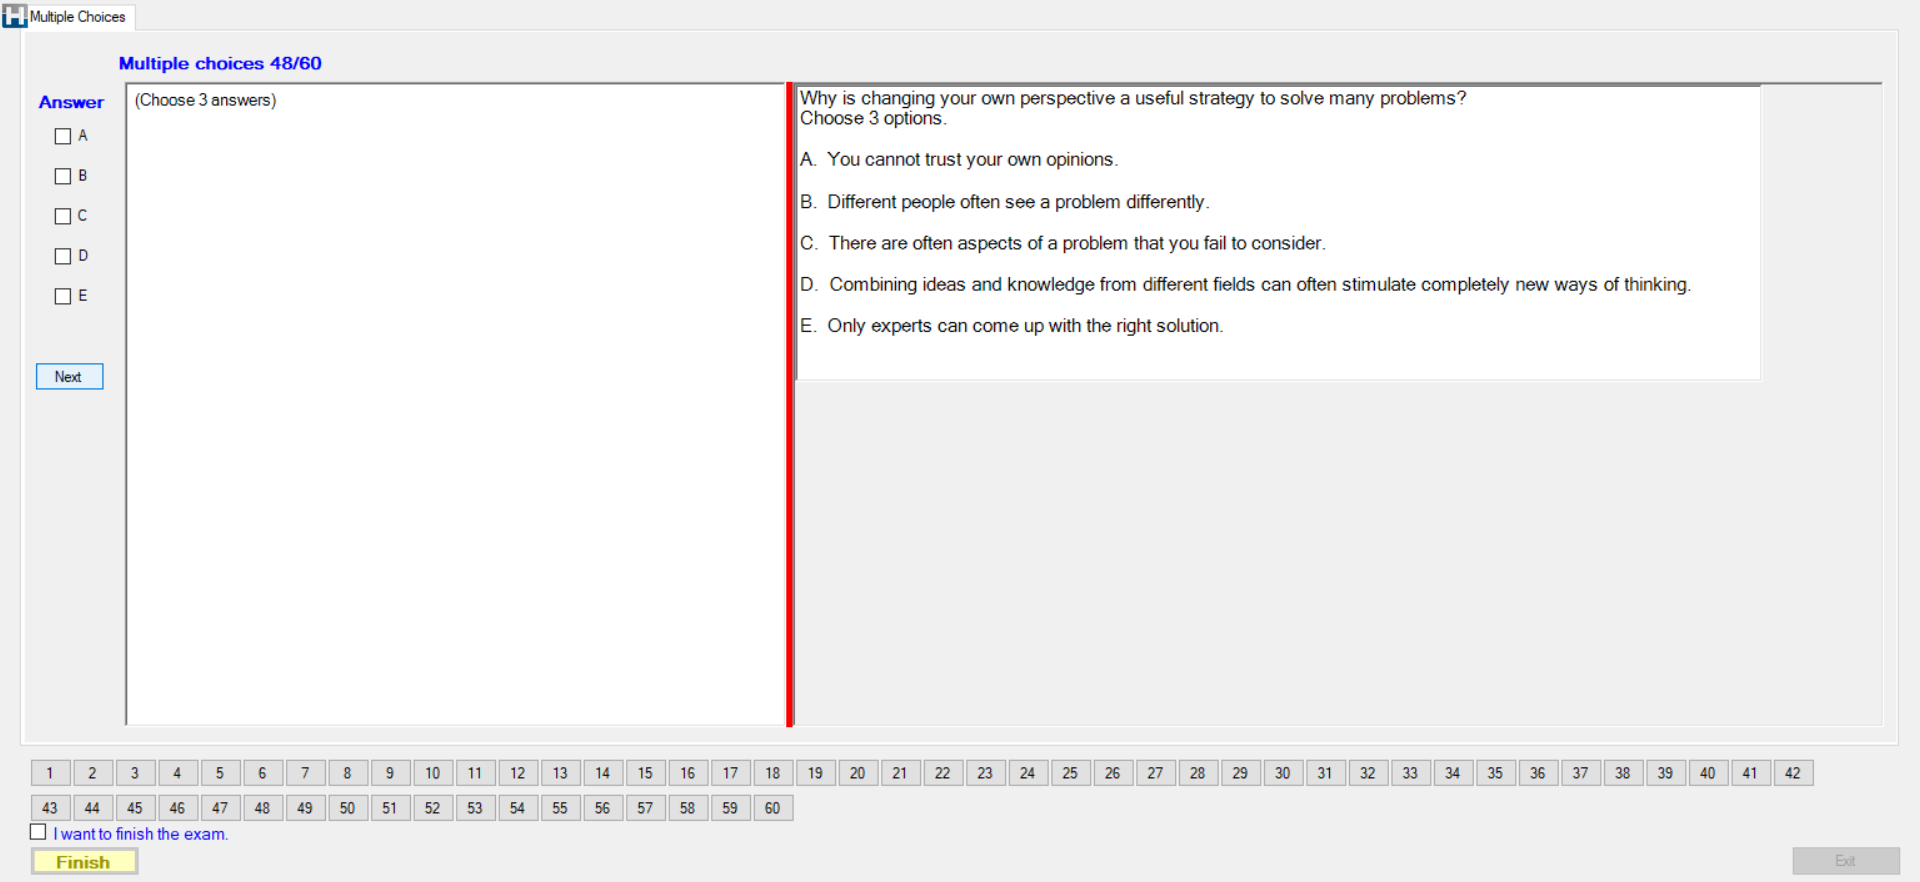 Multiple Choices
Multiple choices 48/60
Answer
A
B
C
D
E
Next
(Choose 3 answers)
Why is changing your own perspective a useful strategy to solve many problems?
Choose 3 options.
A. You cannot trust your own opinions.
B. Different people often see a problem differently.
C. There are often aspects of a problem that you fail to consider.
D. Combining ideas and knowledge from different fields can often stimulate completely new ways of thinking.
E. Only experts can come up with the right solution.
1 2 3 4 5 6 7 8 9 10 11 12 13 14 15 16 17 18 19 20 21 22 23 24 25 26 27 28 29 30 31 32 33 34 35 36 37 38 39 40 41 42
43 44 45 46 47 48 49 50 51 52 53 54 55 56 57 58 59 60
I want to finish the exam.
Finish
Exit